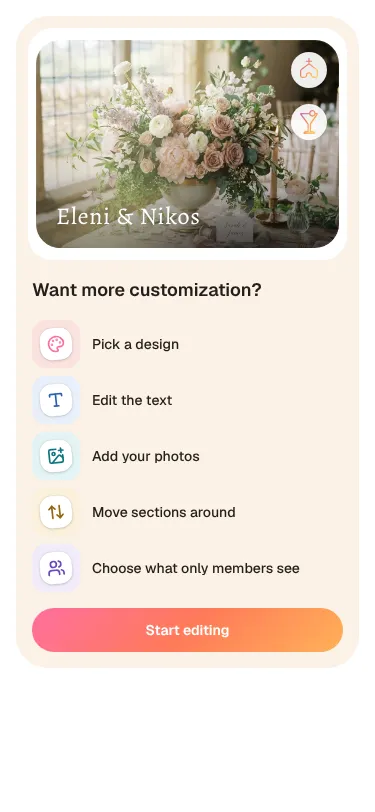 Eleni & Nikos
Want more customization?
Pick a design
Edit the text
Add your photos
Move sections around
Choose what only members see
Start editing